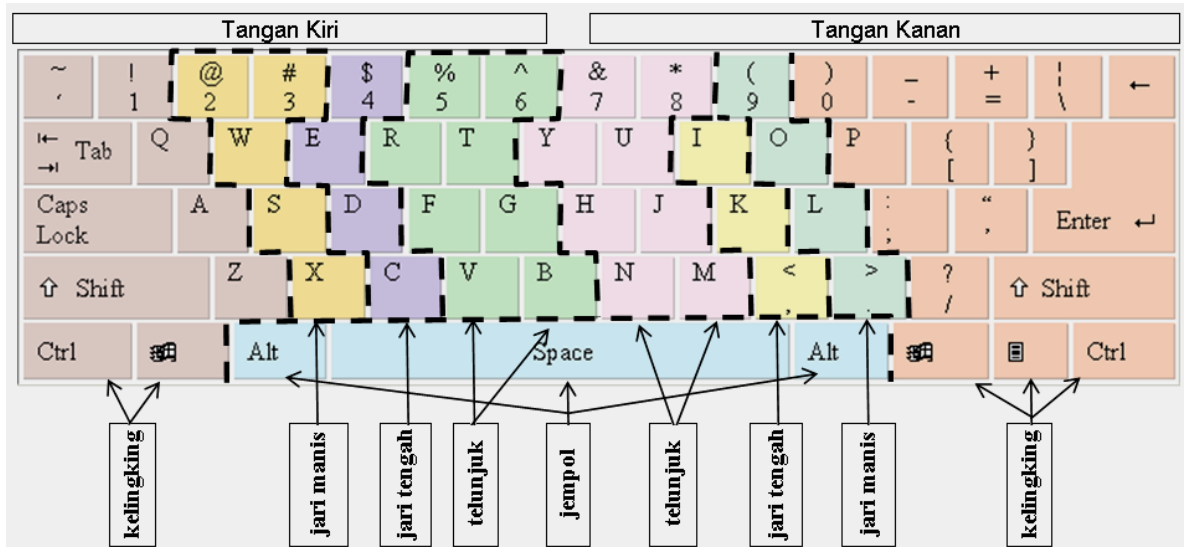 Tangan Kiri
Tangan Kanan
~ ! @ # $ % ^ & * ( ) _ + ¦ ←
‘ 1 2 3 4 5 6 7 8 9 0 - = \
Tab Q W E R T Y U I O P { }
[ ]
Caps A S D F G H J K L : “
Lock ; ’ Enter
Shift Z X C V B N M < > ? Shift
, . /
Ctrl Alt Space Alt Ctrl
kelingking
jari manis
jari tengah
telunjuk
jempol
telunjuk
jari tengah
jari manis
kelingking